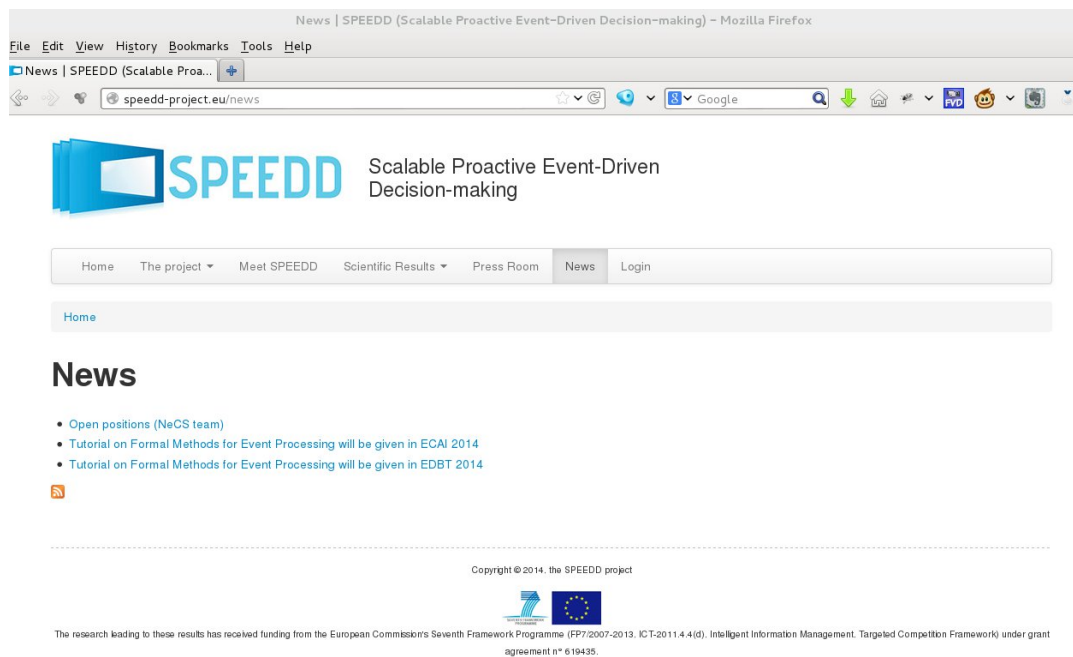 News | SPEEDD (Scalable Proactive Event-Driven Decision-making) - Mozilla Firefox
File Edit View History Bookmarks Tools Help
News | SPEEDD (Scalable Proa...
speedd-project.eu/news
8 Google
FVD
SPEEDD
Scalable Proactive Event-Driven
Decision-making
Home The project Meet SPEEDD Scientific Results Press Room News Login
Home
News
Open positions (NeCS team)
Tutorial on Formal Methods for Event Processing will be given in ECAI 2014
Tutorial on Formal Methods for Event Processing will be given in EDBT 2014
Copyright © 2014. the SPEEDD project
The research leading to these results has received funding from the European Commission's Seventh Framework Programme (FP7/2007-2013. ICT-2011.4.4(d). Intelligent Information Management. Targeted Competition Framework) under grant
agreement n° 619435.